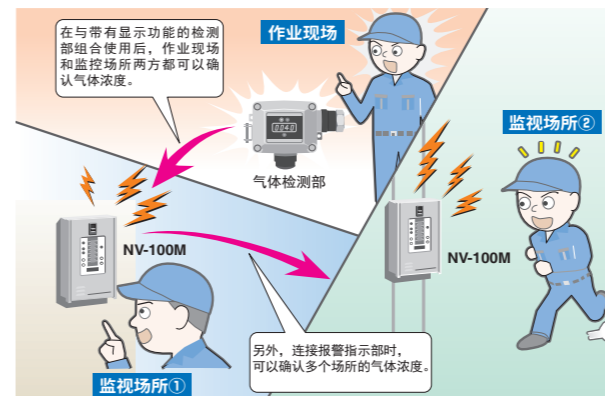 在与带有显示功能的检测
部组合使用后，作业现场
和监控场所两方都可以确
认气体浓度。
作业现场
监视场所②
气体检测部
NV-100M
NV-100M
另外，连接报警指示部时，
可以确认多个场所的气体浓度。
监视场所①